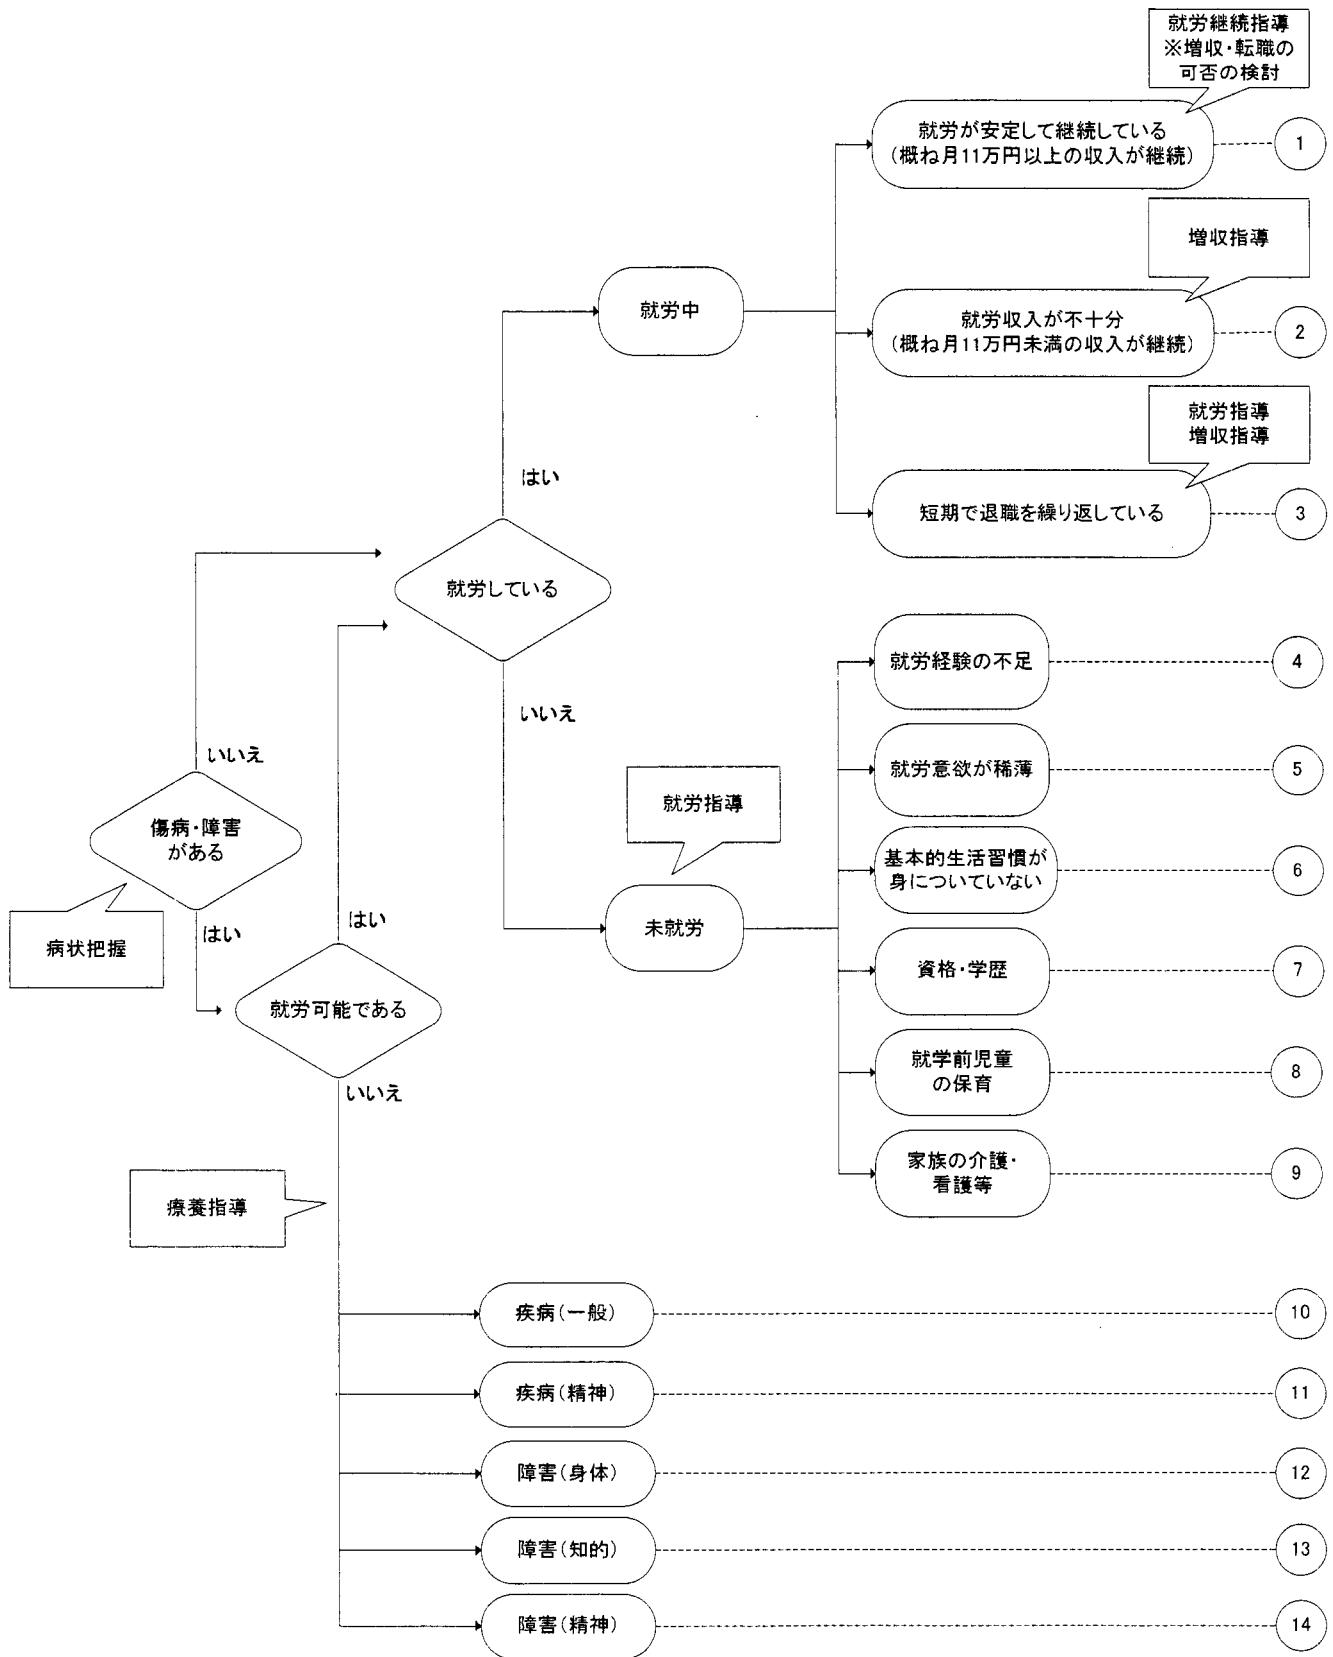 就労継続指導
※増収・転職の
可否の検討
就労が安定して継続している
(概ね月11万円以上の収入が継続)
1
増収指導
就労中
就労収入が不十分
(概ね月11万円未満の収入が継続)
2
就労指導
増収指導
はい
短期で退職を繰り返している
3
就労している
就労経験の不足
4
いいえ
いいえ
就労意欲が稀薄
5
就労指導
傷病・障害
がある
基本的生活習慣が
身についていない
6
はい
未就労
病状把握
はい
資格・学歴
7
就労可能である
就学前児童
の保育
8
いいえ
家族の介護・
看護等
9
療養指導
疾病(一般)
10
疾病(精神)
11
障害(身体)
12
障害(知的)
13
障害(精神)
14